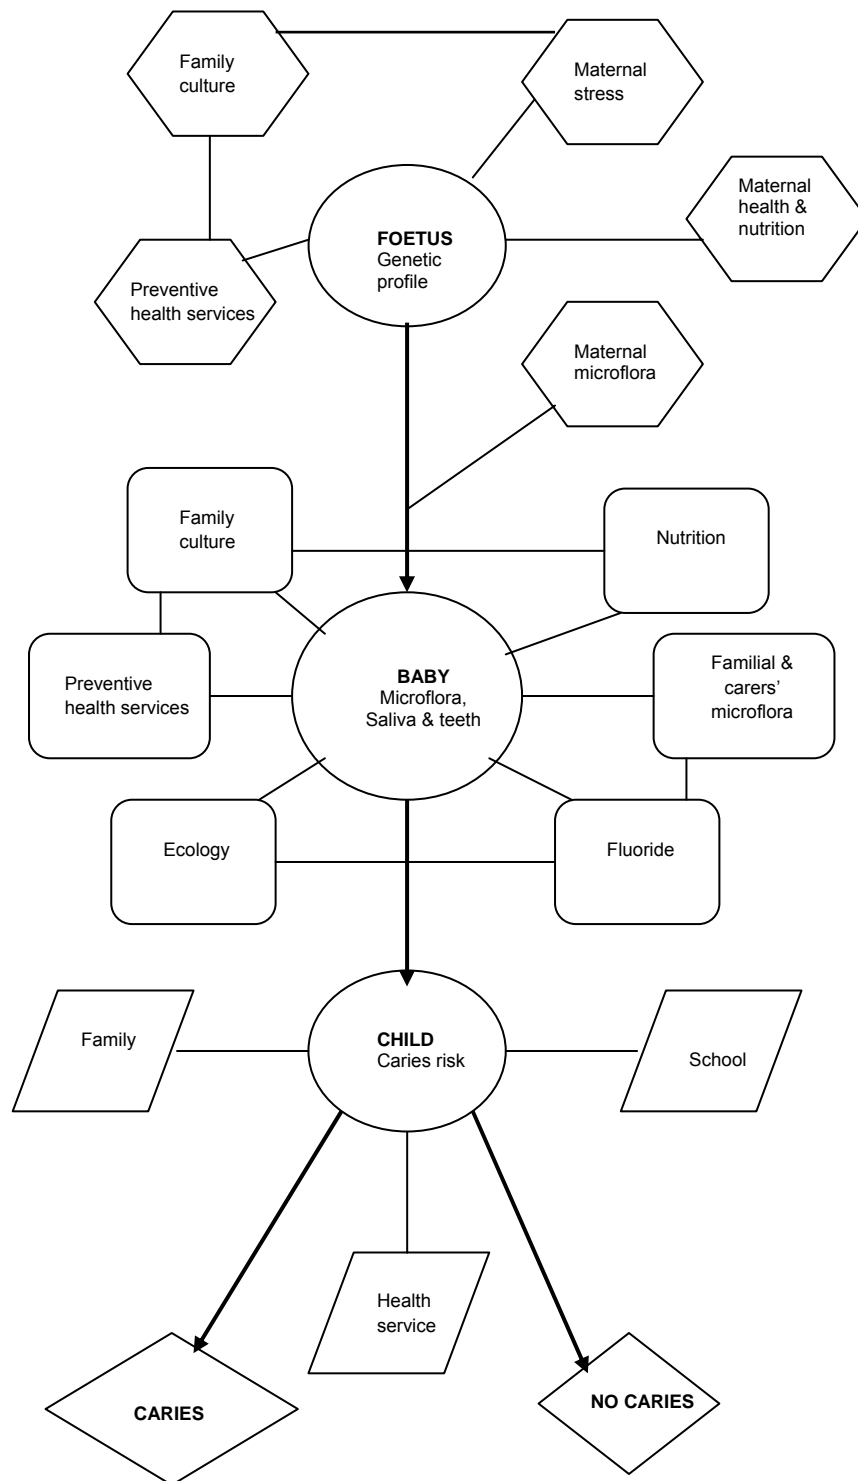 Family
culture
Maternal
stress
Maternal
health &
nutrition
FOETUS
Genetic
profile
Preventive
health services
Maternal
microflora
Family
culture
Nutrition
BABY
Microflora,
Saliva & teeth
Preventive
health services
Familial &
carers’
microflora
Ecology
Fluoride
Family
CHILD
Caries risk
School
Health
service
CARIES
NO CARIES